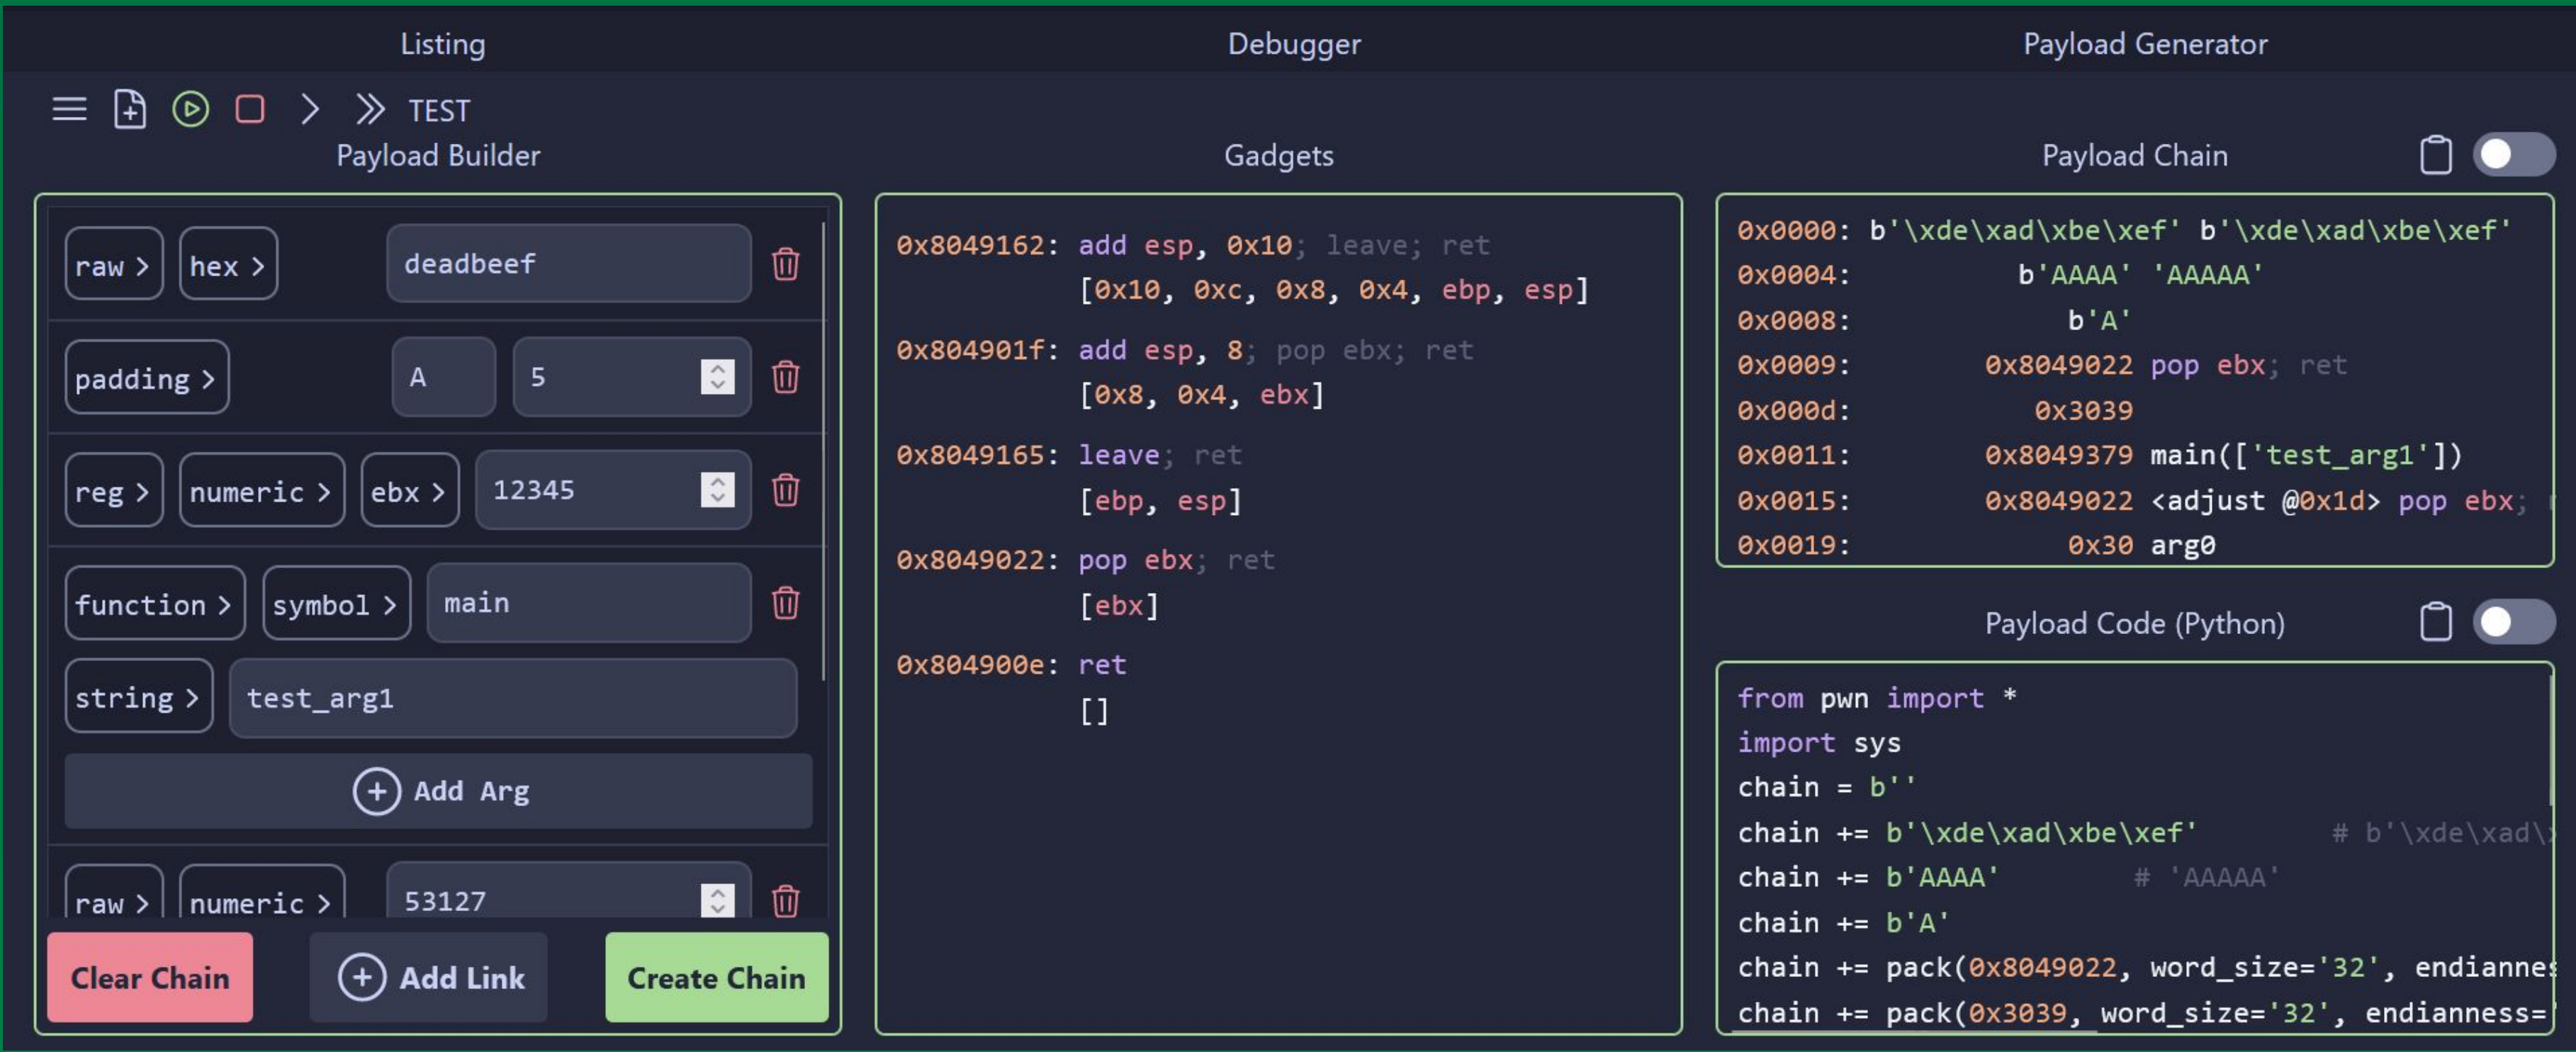 Listing
Debugger
Payload Generator
TEST
Payload Builder
raw > hex > deadbeef
padding > A 5
reg > numeric > ebx > 12345
function > symbol > main
string > test_arg1
Add Arg
raw > numeric > 53127
Clear Chain
Add Link
Create Chain
Gadgets
0x8049162: add esp, 0x10; leave; ret
[0x10, 0xc, 0x8, 0x4, ebp, esp]
0x804901f: add esp, 8; pop ebx; ret
[0x8, 0x4, ebx]
0x8049165: leave; ret
[ebp, esp]
0x8049022: pop ebx; ret
[ebx]
0x804900e: ret
[]
Payload Chain
0x0000: b'\xde\xad\xbe\xef' b'\xde\xad\xbe\xef'
0x0004: b'AAAA' 'AAAAA'
0x0008: b'A'
0x0009: 0x8049022 pop ebx; ret
0x000d: 0x3039
0x0011: 0x8049379 main(['test_arg1'])
0x0015: 0x8049022 <adjust @0x1d> pop ebx;
0x0019: 0x30 arg0
Payload Code (Python)
from pwn import *
import sys
chain = b''
chain += b'\xde\xad\xbe\xef' # b'\xde\xad\
chain += b'AAAA' # 'AAAAA'
chain += b'A'
chain += pack(0x8049022, word_size='32', endiannes
chain += pack(0x3039, word_size='32', endianness='